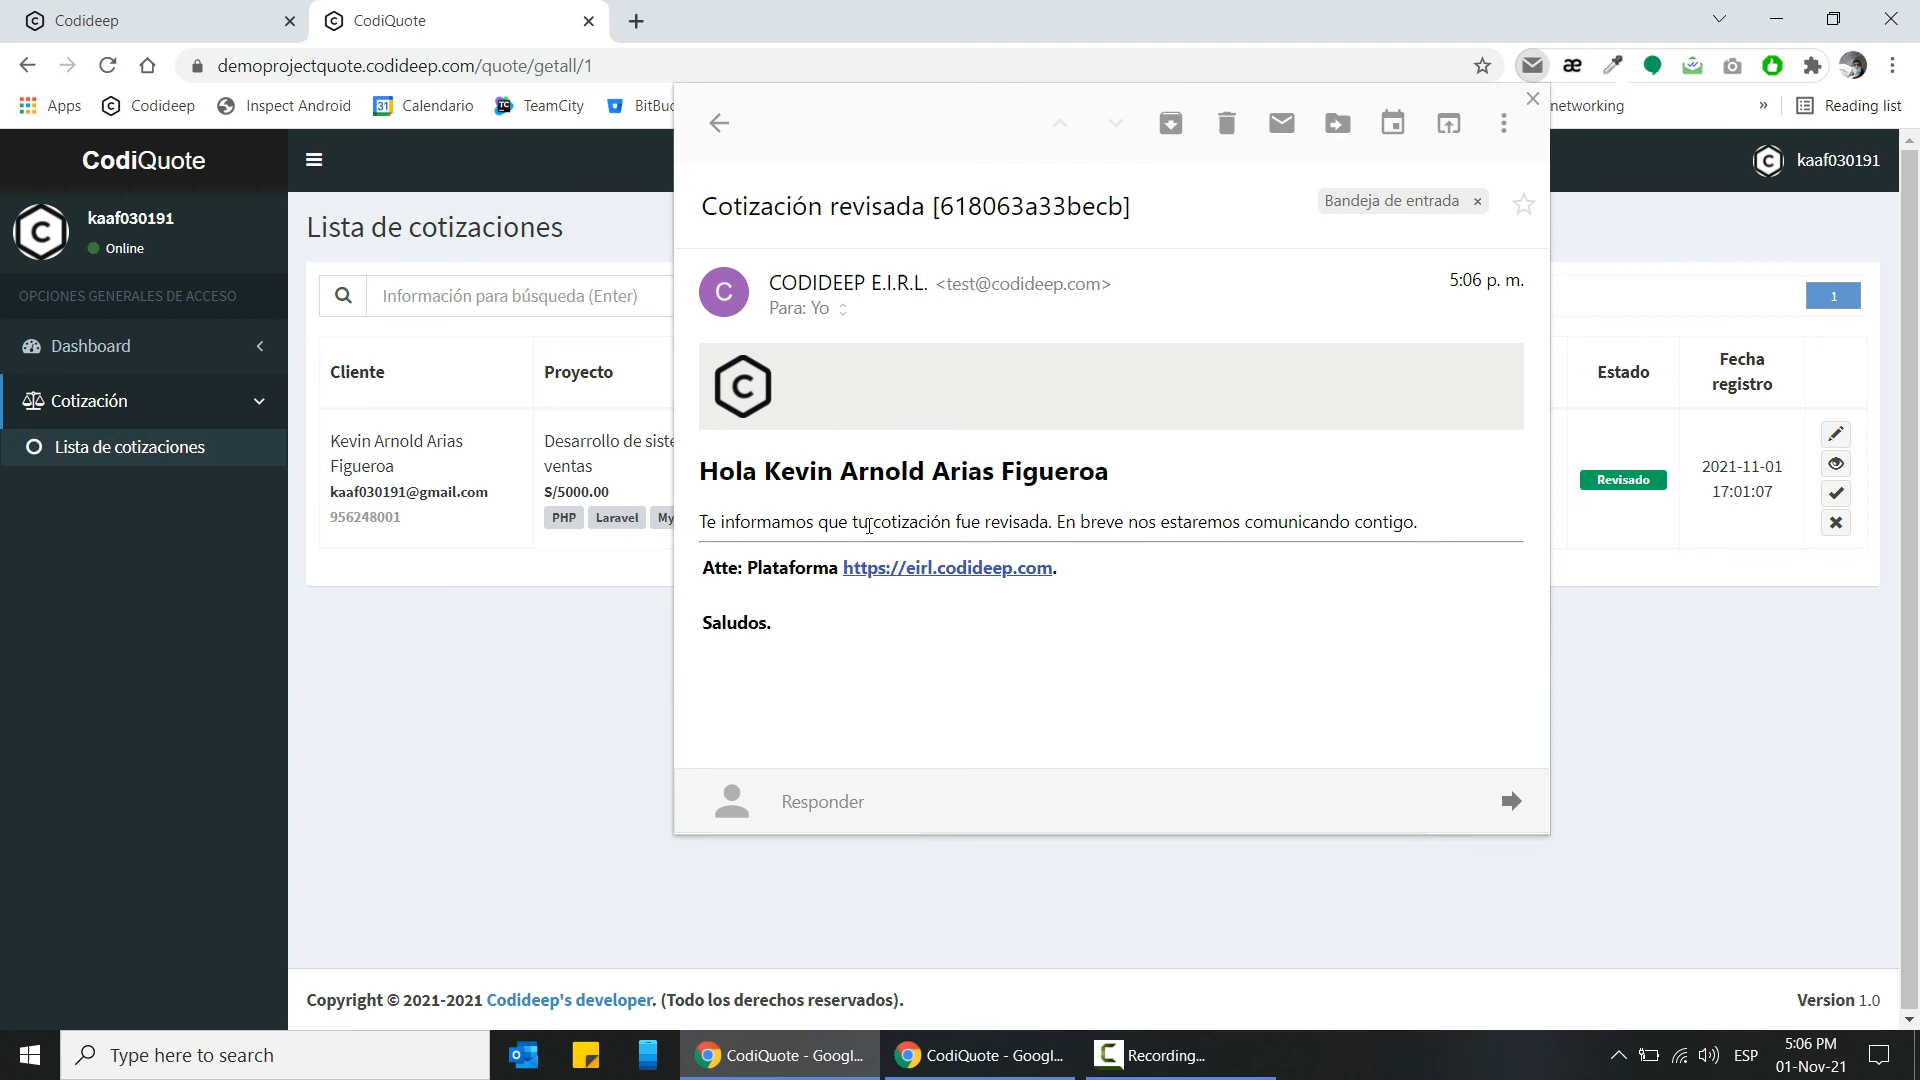 Codideep
CodiQuote
demoprojectquote.codideep.com/quote/getall/1
Apps
Codideep
Inspect Android
31
Calendario
TC
TeamCity
BitBuc
networking
»
Reading list
CodiQuote
kaaf030191
kaaf030191
Online
OPCIONES GENERALES DE ACCESO
Dashboard
Cotización
Lista de cotizaciones
Lista de cotizaciones
Información para búsqueda (Enter)
1
Cliente
Proyecto
Estado
Fecha
registro
Kevin Arnold Arias
Figueroa
kaaf030191@gmail.com
956248001
Desarrollo de siste
ventas
S/5000.00
PHP
Laravel
My
Revisado
2021-11-01
17:01:07
Cotización revisada [618063a33becb]
Bandeja de entrada ×
C
CODIDEEP E.I.R.L. <test@codideep.com>
5:06 p. m.
Para: Yo
Hola Kevin Arnold Arias Figueroa
Te informamos que tu cotización fue revisada. En breve nos estaremos comunicando contigo.
Atte: Plataforma https://eirl.codideep.com.
Saludos.
Responder
Copyright © 2021-2021 Codideep's developer. (Todo los derechos reservados).
Version 1.0
Type here to search
CodiQuote - Googl...
CodiQuote - Googl...
Recording...
ESP
5:06 PM
01-Nov-21